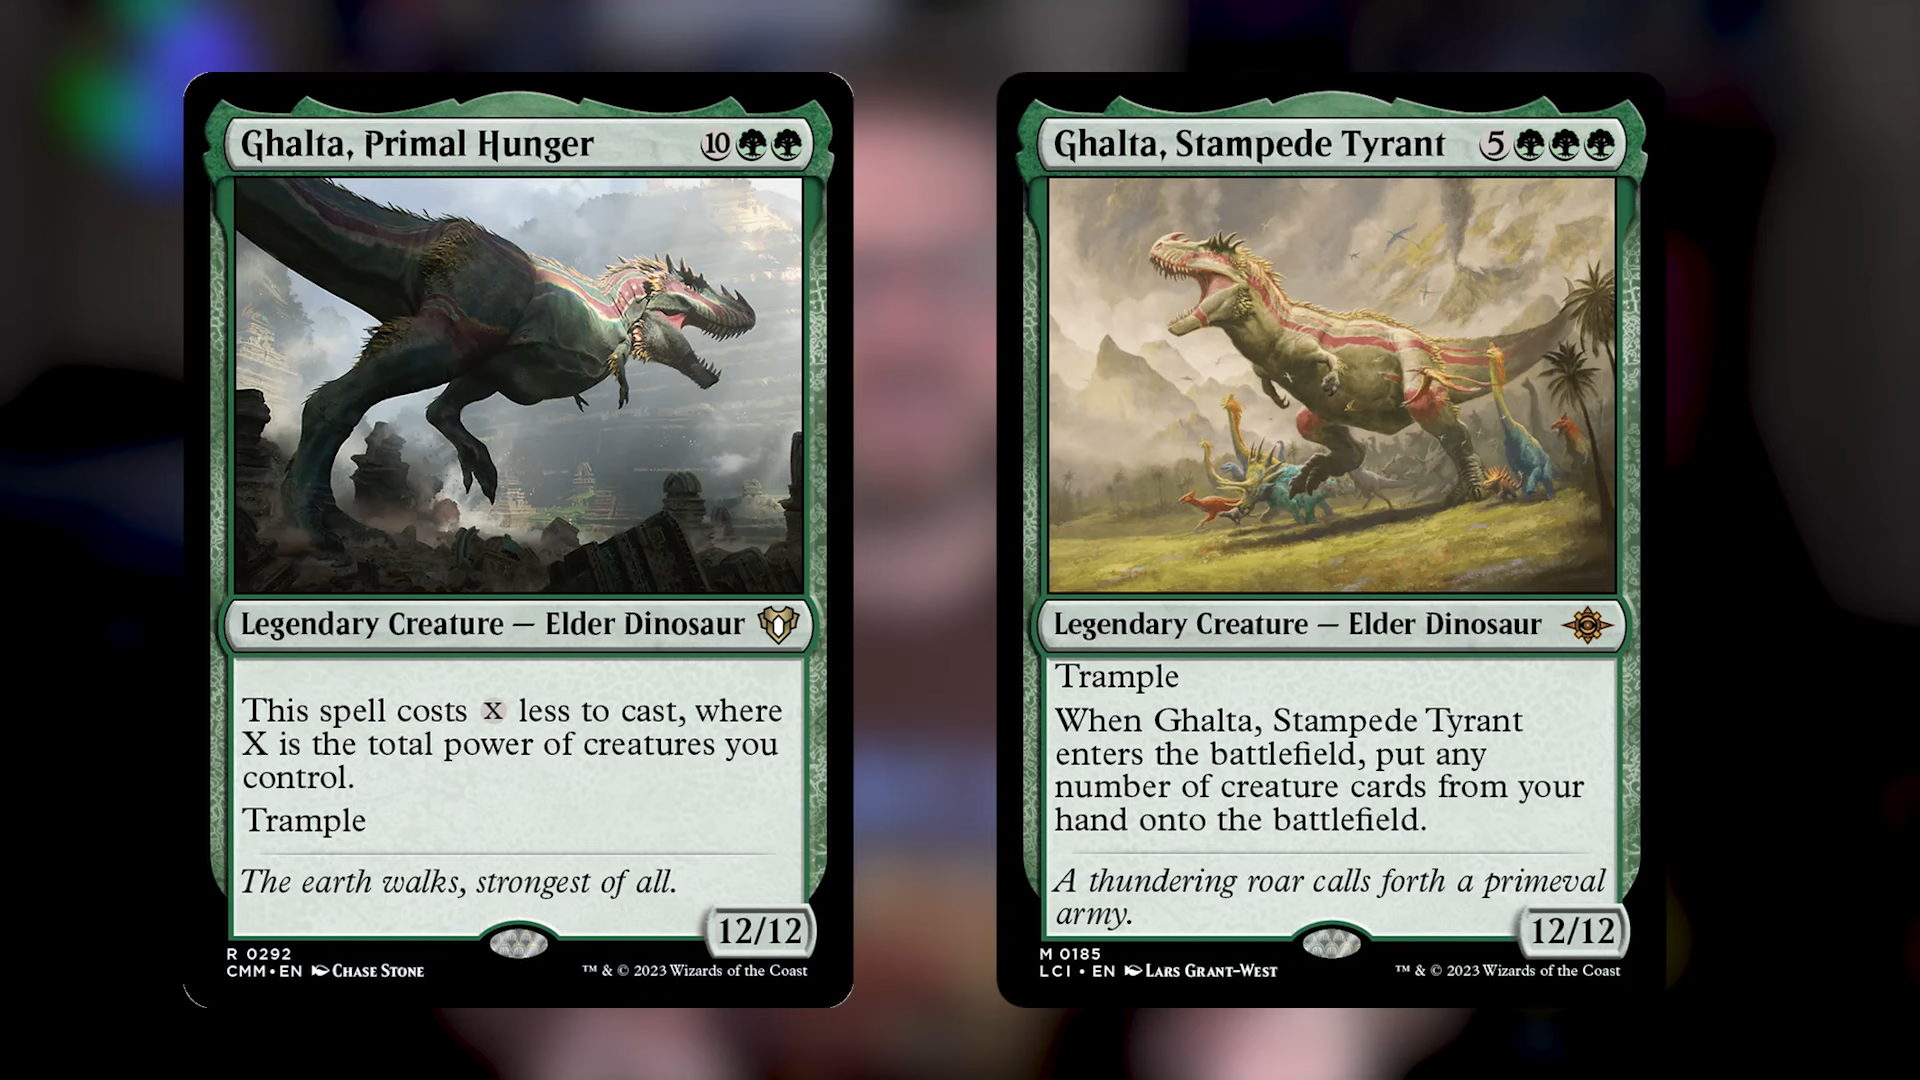 Ghalta, Primal Hunger 10
Legendary Creature — Elder Dinosaur
This spell costs X less to cast, where
X is the total power of creatures you
control.
Trample
The earth walks, strongest of all.
12/12
R 0292
CMM • EN Chase Stone
™ & © 2023 Wizards of the Coast
Ghalta, Stampede Tyrant 5
Legendary Creature — Elder Dinosaur
Trample
When Ghalta, Stampede Tyrant
enters the battlefield, put any
number of creature cards from your
hand onto the battlefield.
A thundering roar calls forth a primeval
army.
12/12
M 0185
LCI • EN Lars Grant-West
™ & © 2023 Wizards of the Coast